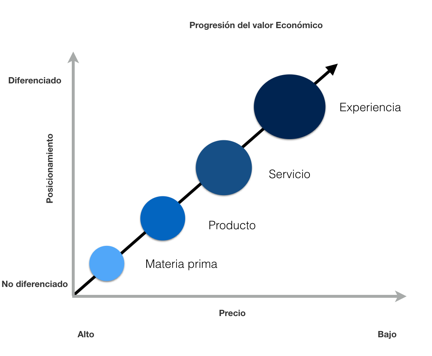 Progresión del valor Económico
Diferenciado
Experiencia
Posicionamiento
Servicio
Producto
Materia prima
No diferenciado
Precio
Alto
Bajo